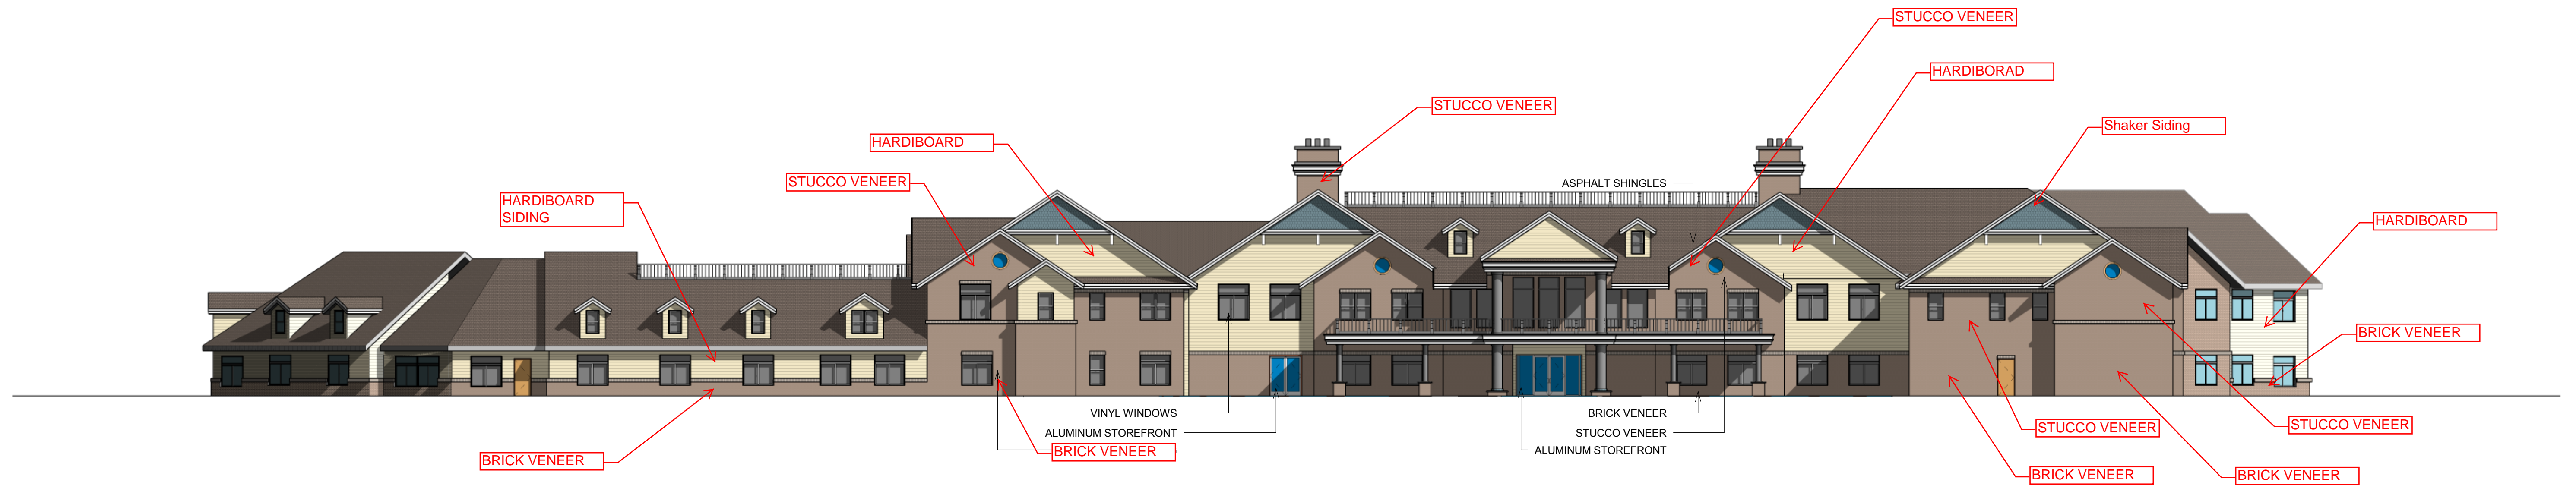 STUCCO VENEER
HARDIBORAD
STUCCO VENEER
Shaker Siding
HARDIBOARD
STUCCO VENEER
ASPHALT SHINGLES
HARDIBOARD
SIDING
HARDIBOARD
BRICK VENEER
VINYL WINDOWS
BRICK VENEER
ALUMINUM STOREFRONT
STUCCO VENEER
STUCCO VENEER
STUCCO VENEER
BRICK VENEER
ALUMINUM STOREFRONT
BRICK VENEER
BRICK VENEER
BRICK VENEER